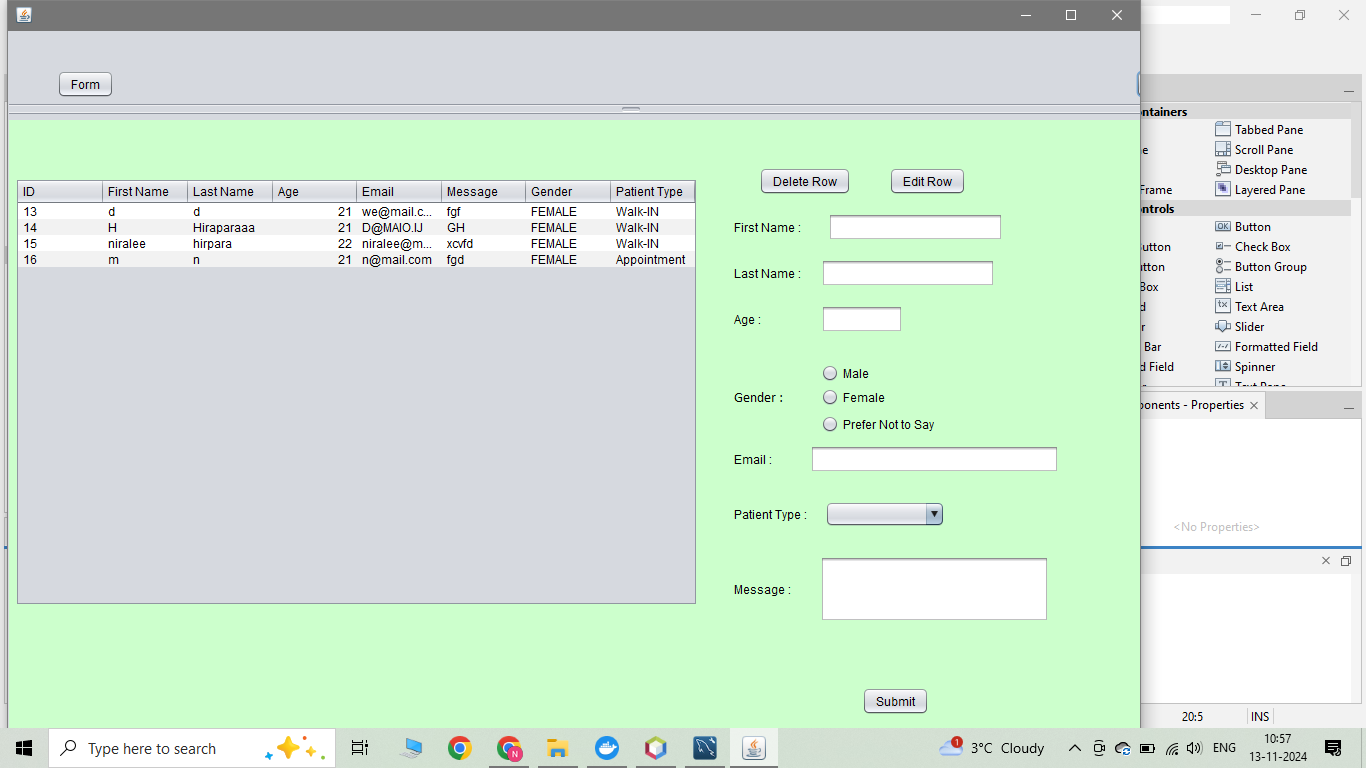 Form
ID First Name Last Name Age Email Message Gender Patient Type
13 d d 21 we@mail.c... fgf FEMALE Walk-IN
14 H Hiraparaaa 21 D@MAIO.IJ GH FEMALE Walk-IN
15 niralee hirpara 22 niralee@m... xcvfd FEMALE Walk-IN
16 m n 21 n@mail.com fgd FEMALE Appointment
Delete Row Edit Row
First Name :
Last Name :
Age :
Male
Gender : Female
Prefer Not to Say
Email :
Patient Type :
Message :
Submit
ontainers
Tabbed Pane
Scroll Pane
Desktop Pane
Frame Layered Pane
ontrols
Button
utton Check Box
tton Button Group
Box List
d Text Area
r Slider
Bar Formatted Field
d Field Spinner
ponents - Properties
<No Properties>
20:5 INS
Type here to search
1
N
3°C Cloudy
ENG
10:57
13-11-2024